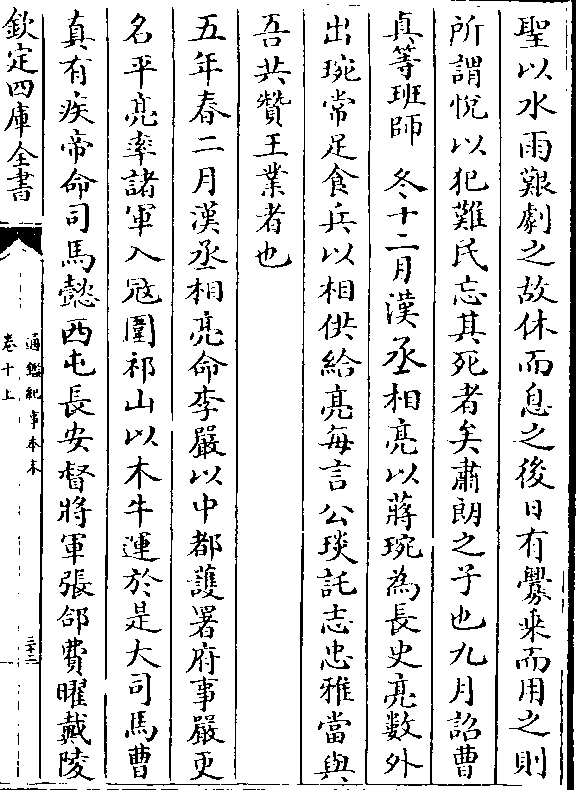 聖以水雨艱劇之故休而息之後日有釁乗而用之則
所謂悅以犯難民忘其死者矣肅朗之子也九月詔曹
真等班師　冬十二月漢丞相亮以蔣琬為長史亮數外
出琬常足食兵以相供給亮每言公琰託志忠雅當與
吾共贊王業者也
五年春二月漢丞相亮命李嚴以中都護署府事嚴更
名平亮率諸軍入寇圍祁山以木牛運於是大司馬曹
真有疾帝命司馬懿西屯長安督將軍張郃費曜戴陵
欽定四庫全書
通鑑紀事本末
卷十上
三十二